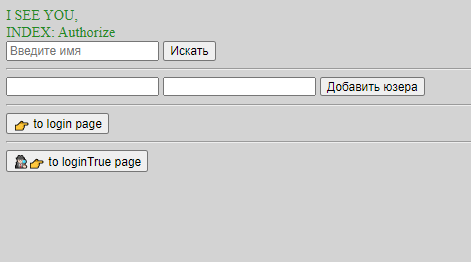 I SEE YOU,
INDEX: Authorize
Введите имя Искать
Добавить юзера
👉 to login page
🕵️👉 to loginTrue page